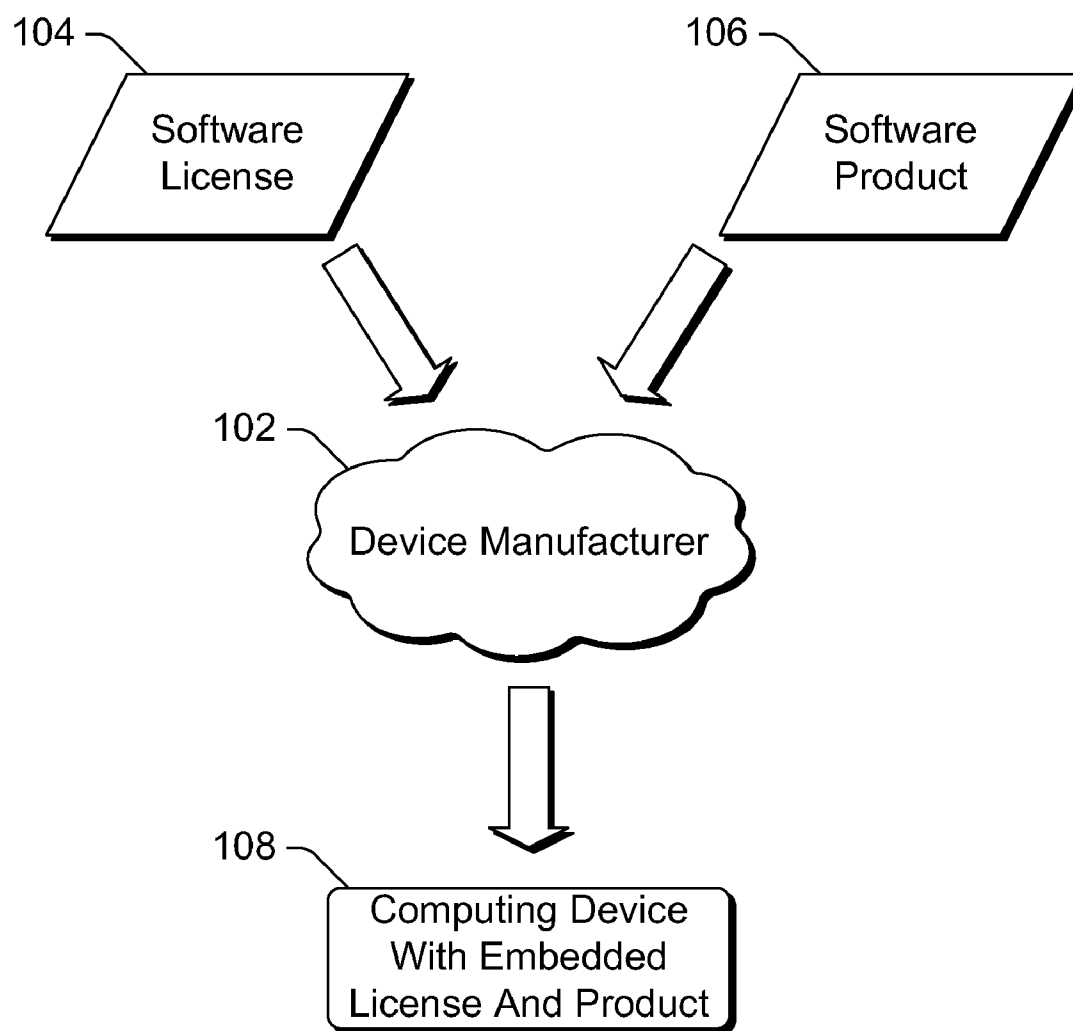 104
106
Software
License
Software
Product
102
Device Manufacturer
108
Computing Device
With Embedded
License And Product